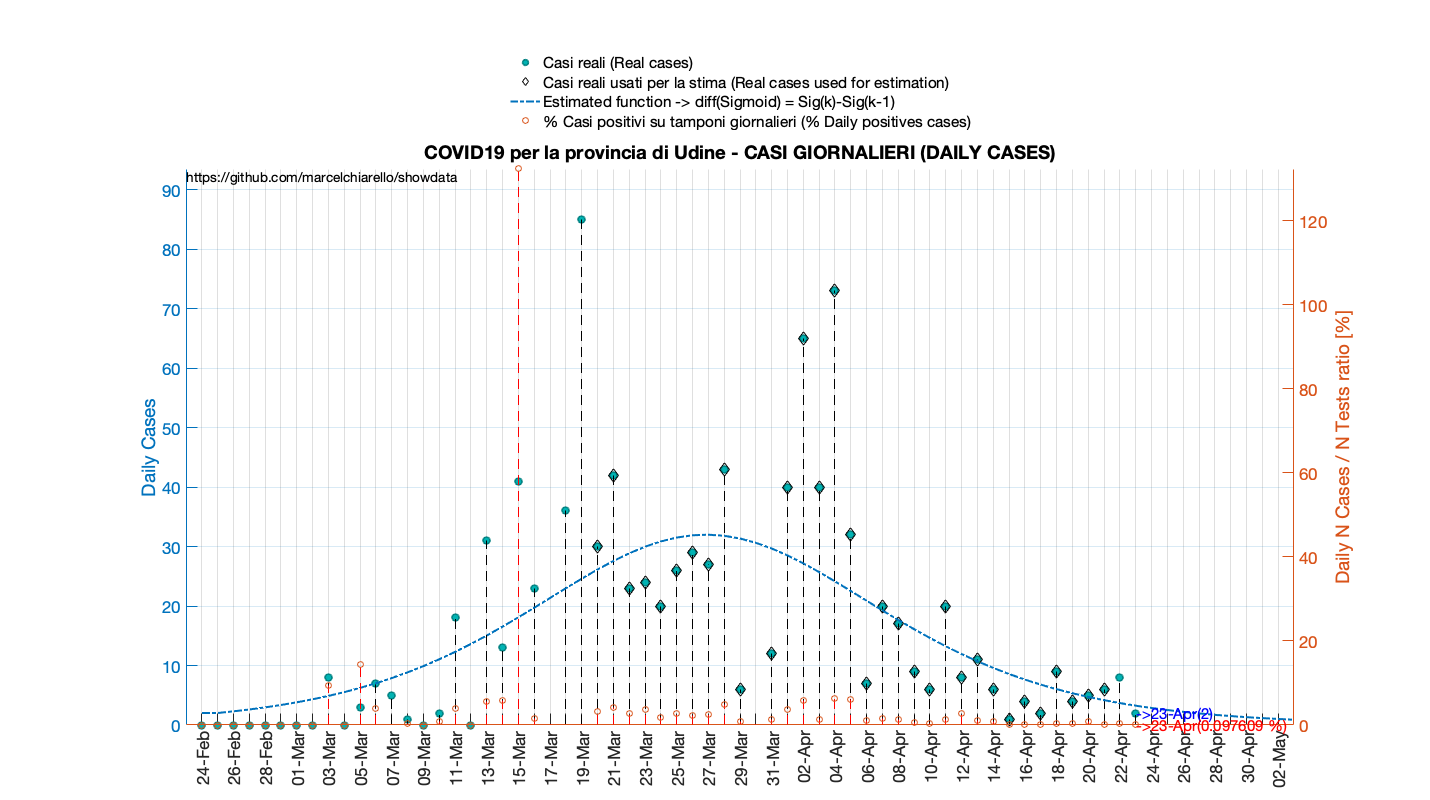 Casi reali (Real cases)
Casi reali usati per la stima (Real cases used for estimation)
Estimated function -> diff(Sigmoid) = Sig(k)-Sig(k-1)
% Casi positivi su tamponi giornalieri (% Daily positives cases)
COVID19 per la provincia di Udine - CASI GIORNALIERI (DAILY CASES)
https://github.com/marcelchiarello/showdata
90
80
70
60
50
40
30
20
10
0
Daily Cases
120
100
80
60
40
20
0
Daily N Cases / N Tests ratio [%]
->23-Apr(2)
->23-Apr(0.097609 %)
24-Feb
26-Feb
28-Feb
01-Mar
03-Mar
05-Mar
07-Mar
09-Mar
11-Mar
13-Mar
15-Mar
17-Mar
19-Mar
21-Mar
23-Mar
25-Mar
27-Mar
29-Mar
31-Mar
02-Apr
04-Apr
06-Apr
08-Apr
10-Apr
12-Apr
14-Apr
16-Apr
18-Apr
20-Apr
22-Apr
24-Apr
26-Apr
28-Apr
30-Apr
02-May